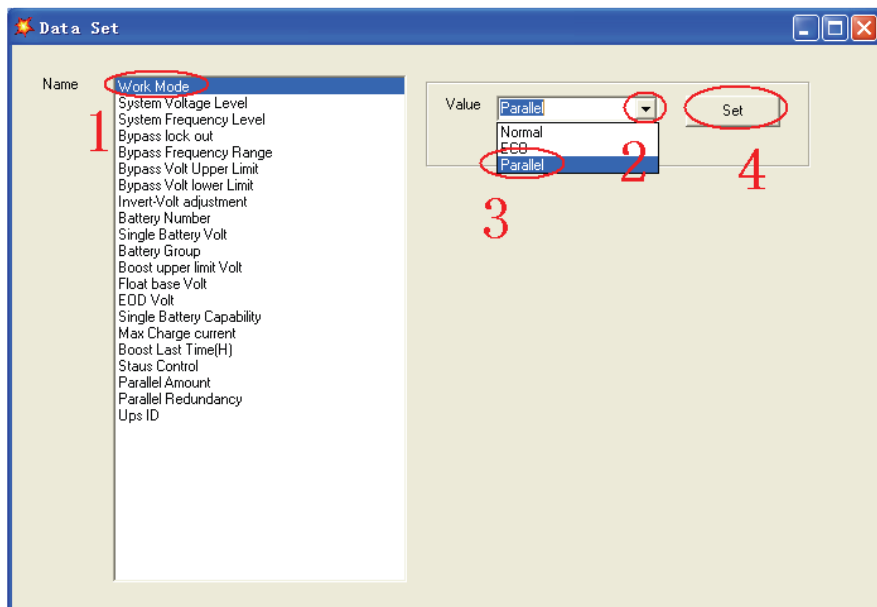 Data Set
Name
Work Mode
System Voltage Level
System Frequency Level
Bypass lock out
Bypass Frequency Range
Bypass Volt Upper Limit
Bypass Volt lower Limit
Invert-Volt adjustment
Battery Number
Single Battery Volt
Battery Group
Boost upper limit Volt
Float base Volt
EOD Volt
Single Battery Capability
Max Charge current
Boost Last Time(H)
Staus Control
Parallel Amount
Parallel Redundancy
Ups ID
1
Value
Parallel
Set
Normal
ECO
Parallel
2
4
3